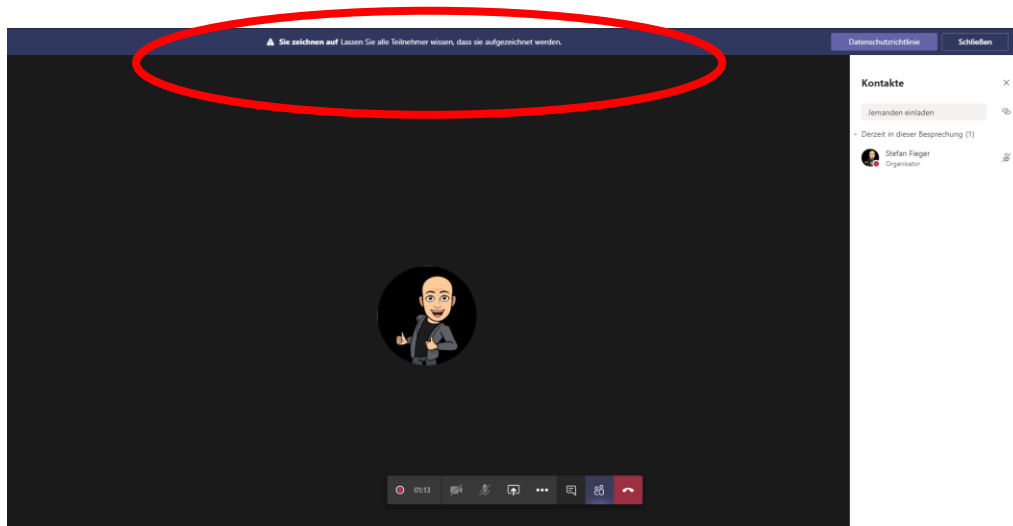 Sie zeichnen auf Lassen Sie alle Teilnehmer wissen, dass sie aufgezeichnet werden.
Datenschutzrichtlinie
Schließen
Kontakte
Jemanden einladen
Derzeit in dieser Besprechung (1)
Stefan Fieger
Organisator
01:13